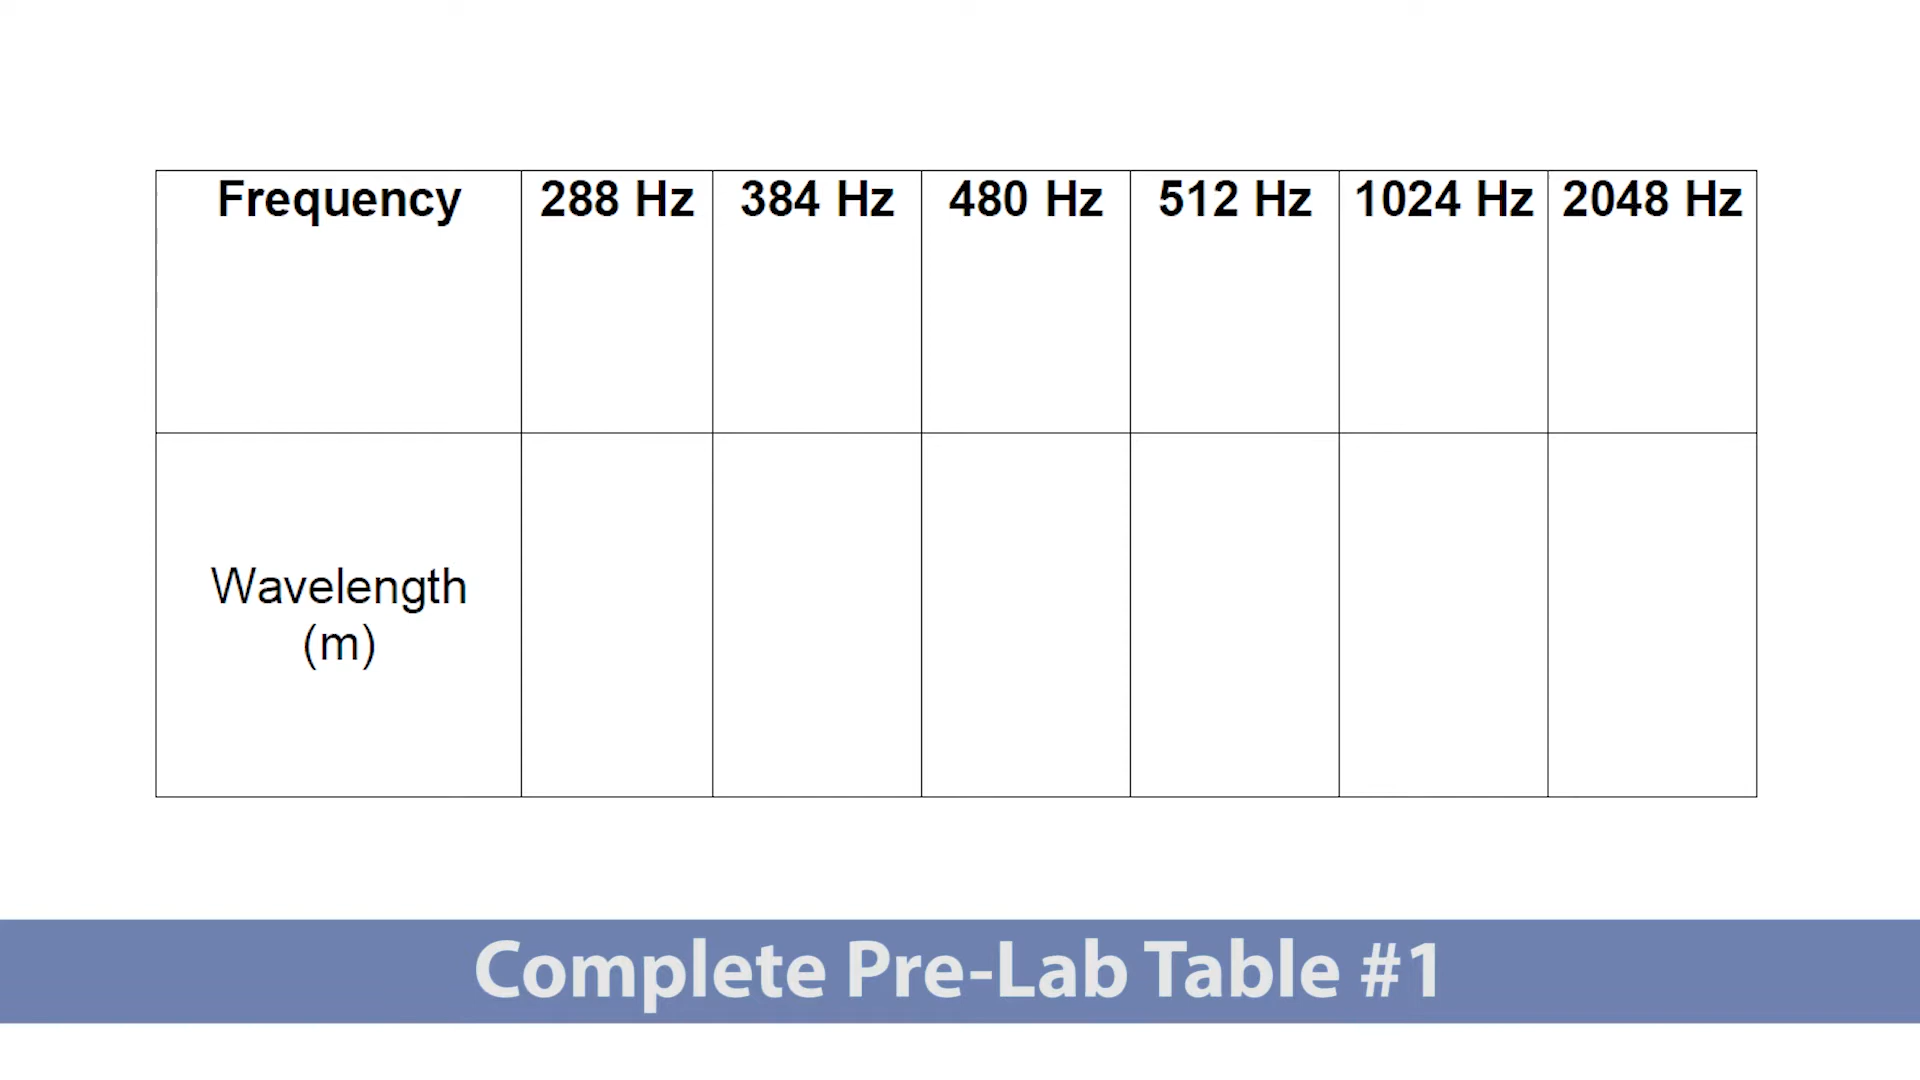 Frequency 288 Hz 384 Hz 480 Hz 512 Hz 1024 Hz 2048 Hz
Wavelength
(m)
Complete Pre-Lab Table #1